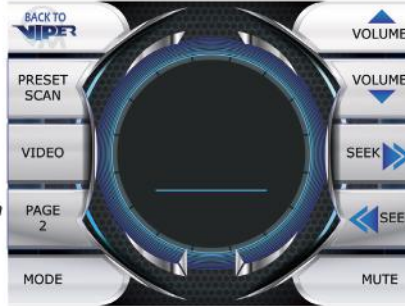 BACK TO
VIPER
VOLUME
PRESET
SCAN
VOLUME
VIDEO
SEEK
PAGE
2
SEE
MODE
MUTE